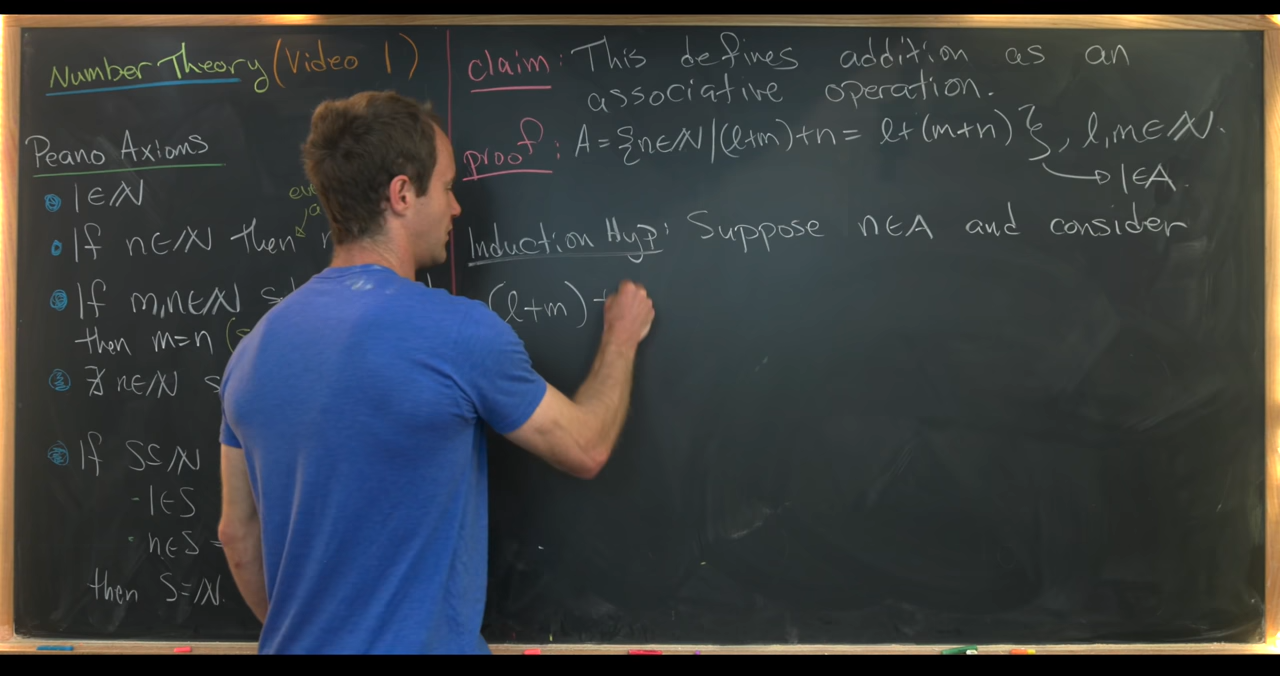 Number Theory (Video 1)
Peano Axioms
1∈ℕ
If n∈ℕ then
If m,n∈ℕ
then m=n
∄ n∈ℕ
If S⊆ℕ
-1∈S
·n∈S
then S=ℕ.
claim: This defines addition as an
associative operation.
proof: A={n∈ℕ|(l+m)+n= l+(m+n)}, l,m∈ℕ.
1∈A.
Induction Hyp: Suppose n∈A and consider
(l+m)+